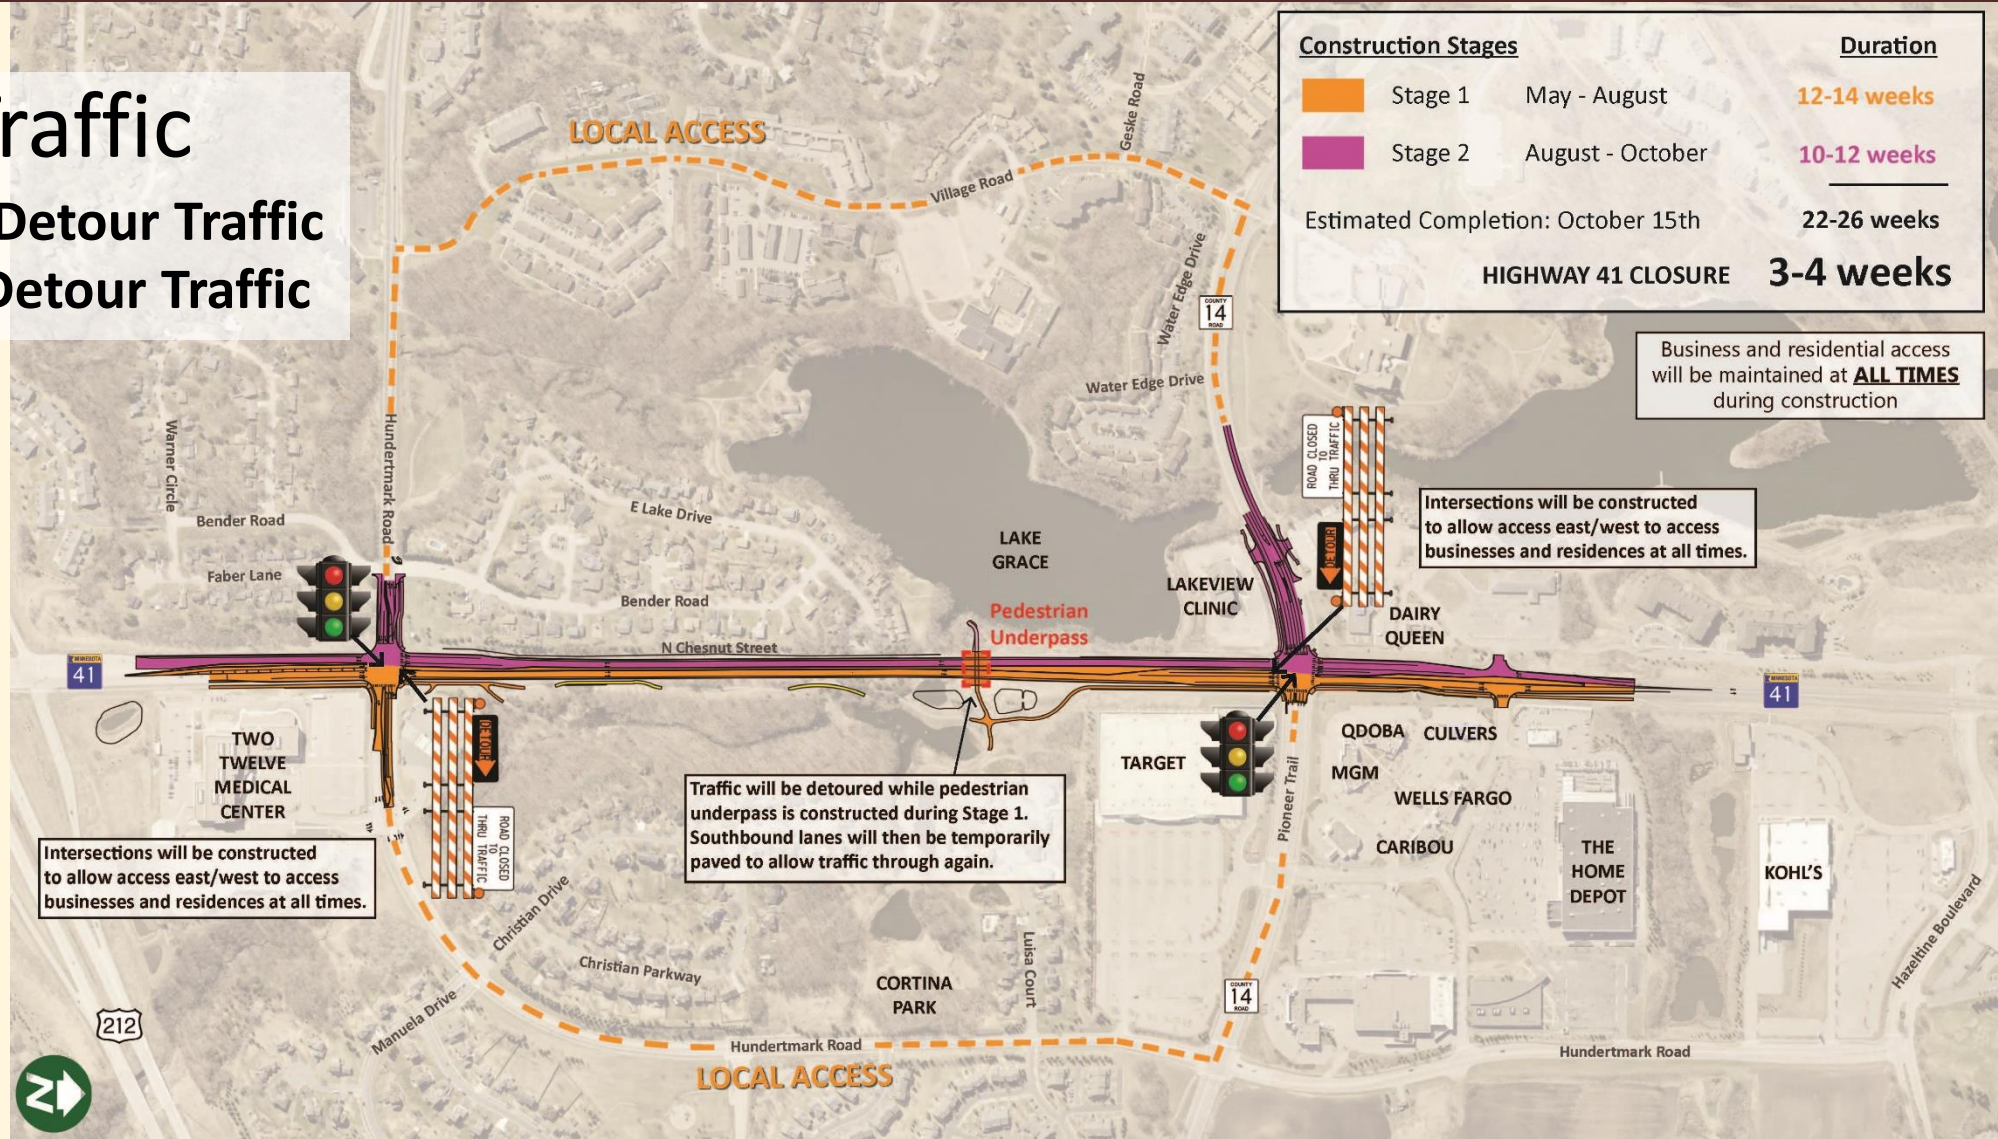 raffic
Detour Traffic
Detour Traffic
Construction Stages Duration
Stage 1 May - August 12-14 weeks
Stage 2 August - October 10-12 weeks
Estimated Completion: October 15th 22-26 weeks
HIGHWAY 41 CLOSURE 3-4 weeks
Business and residential access
will be maintained at ALL TIMES
during construction
LOCAL ACCESS
Geske Road
Village Road
Water Edge Drive
COUNTY
14
ROAD
Water Edge Drive
Hundertmark Road
Warner Circle
Bender Road
Faber Lane
E Lake Drive
Bender Road
N Chesnut Street
LAKE
GRACE
Pedestrian
Underpass
LAKEVIEW
CLINIC
ROAD CLOSED
TO
THRU TRAFFIC
DETOUR
Intersections will be constructed
to allow access east/west to access
businesses and residences at all times.
DAIRY
QUEEN
MINNESOTA
41
MINNESOTA
41
TWO
TWELVE
MEDICAL
CENTER
DETOUR
ROAD CLOSED
TO
THRU TRAFFIC
Intersections will be constructed
to allow access east/west to access
businesses and residences at all times.
Traffic will be detoured while pedestrian
underpass is constructed during Stage 1.
Southbound lanes will then be temporarily
paved to allow traffic through again.
TARGET
Pioneer Trail
QDOBA
CULVERS
MGM
WELLS FARGO
CARIBOU
THE
HOME
DEPOT
KOHL'S
Hazeltine Boulevard
Christian Drive
Christian Parkway
Manuela Drive
CORTINA
PARK
Luisa Court
COUNTY
14
ROAD
Hundertmark Road
LOCAL ACCESS
Hundertmark Road
212
N